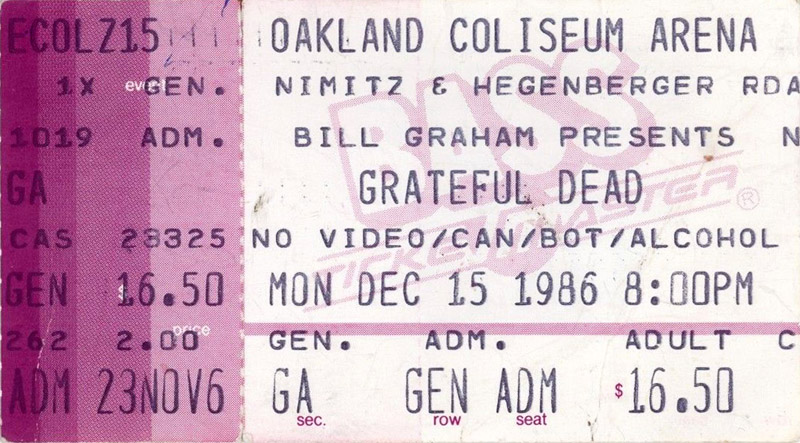 ECOLZ15 OAKLAND COLISEUM ARENA
1X event GEN. NIMITZ & HEGENBERGER RDA
1019 ADM. BILL GRAHAM PRESENTS N
GA GRATEFUL DEAD
CAS 23325 NO VIDEO/CAN/BOT/ALCOHOL
GEN $ 16.50 MON DEC 15 1986 8:00PM
262 2.00 price GEN. ADM. ADULT C
ADM 23NOV6 GA GEN ADM $16.50
sec. row seat
BASS
TICKETMASTER ®